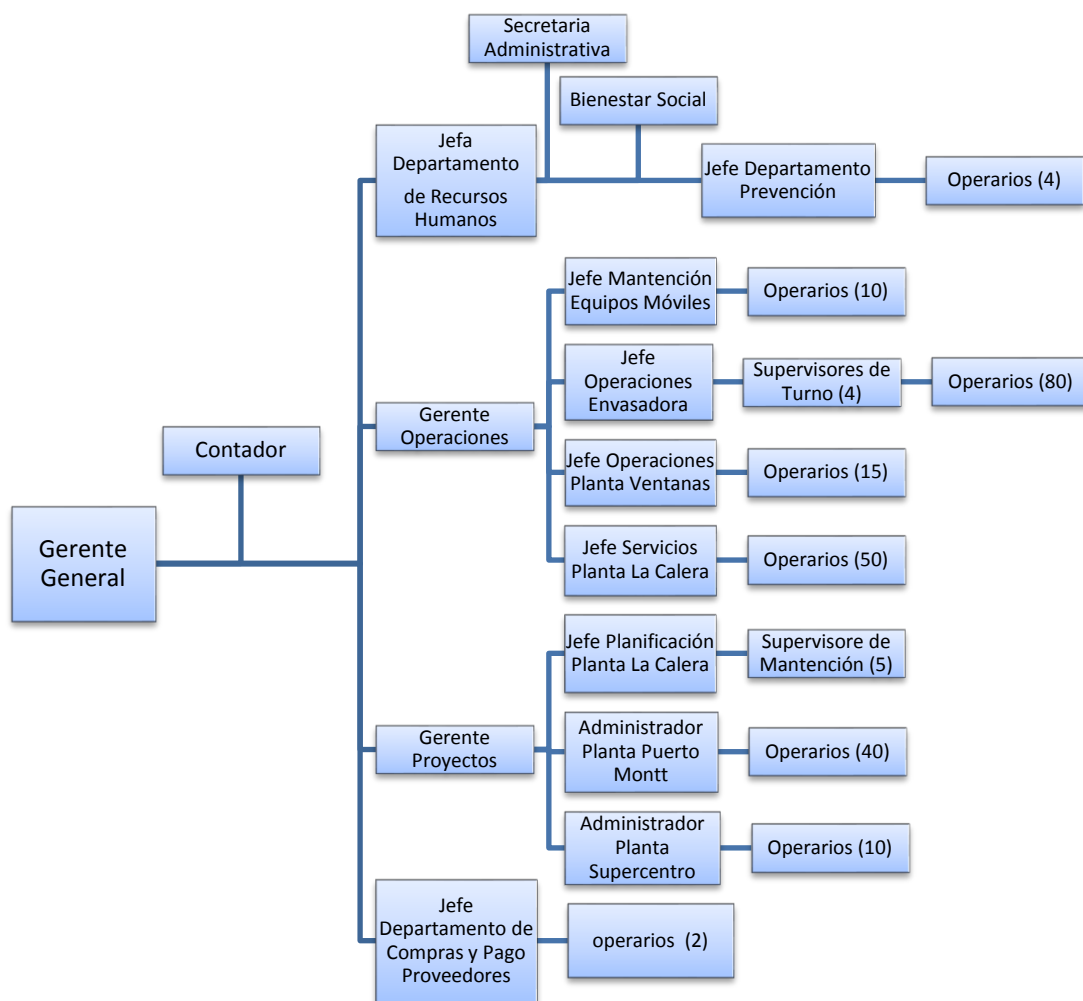 Secretaria
Administrativa
Bienestar Social
Jefa
Departamento
de Recursos
Humanos
Jefe Departamento
Prevención
Operarios (4)
Jefe Mantención
Equipos Móviles
Operarios (10)
Jefe
Operaciones
Envasadora
Supervisores de
Turno (4)
Operarios (80)
Gerente
Operaciones
Contador
Jefe Operaciones
Planta Ventanas
Operarios (15)
Gerente
General
Jefe Servicios
Planta La Calera
Operarios (50)
Jefe Planificación
Planta La Calera
Supervisore de
Mantención (5)
Gerente
Proyectos
Administrador
Planta Puerto
Montt
Operarios (40)
Administrador
Planta
Supercentro
Operarios (10)
Jefe
Departamento de
Compras y Pago
Proveedores
operarios (2)